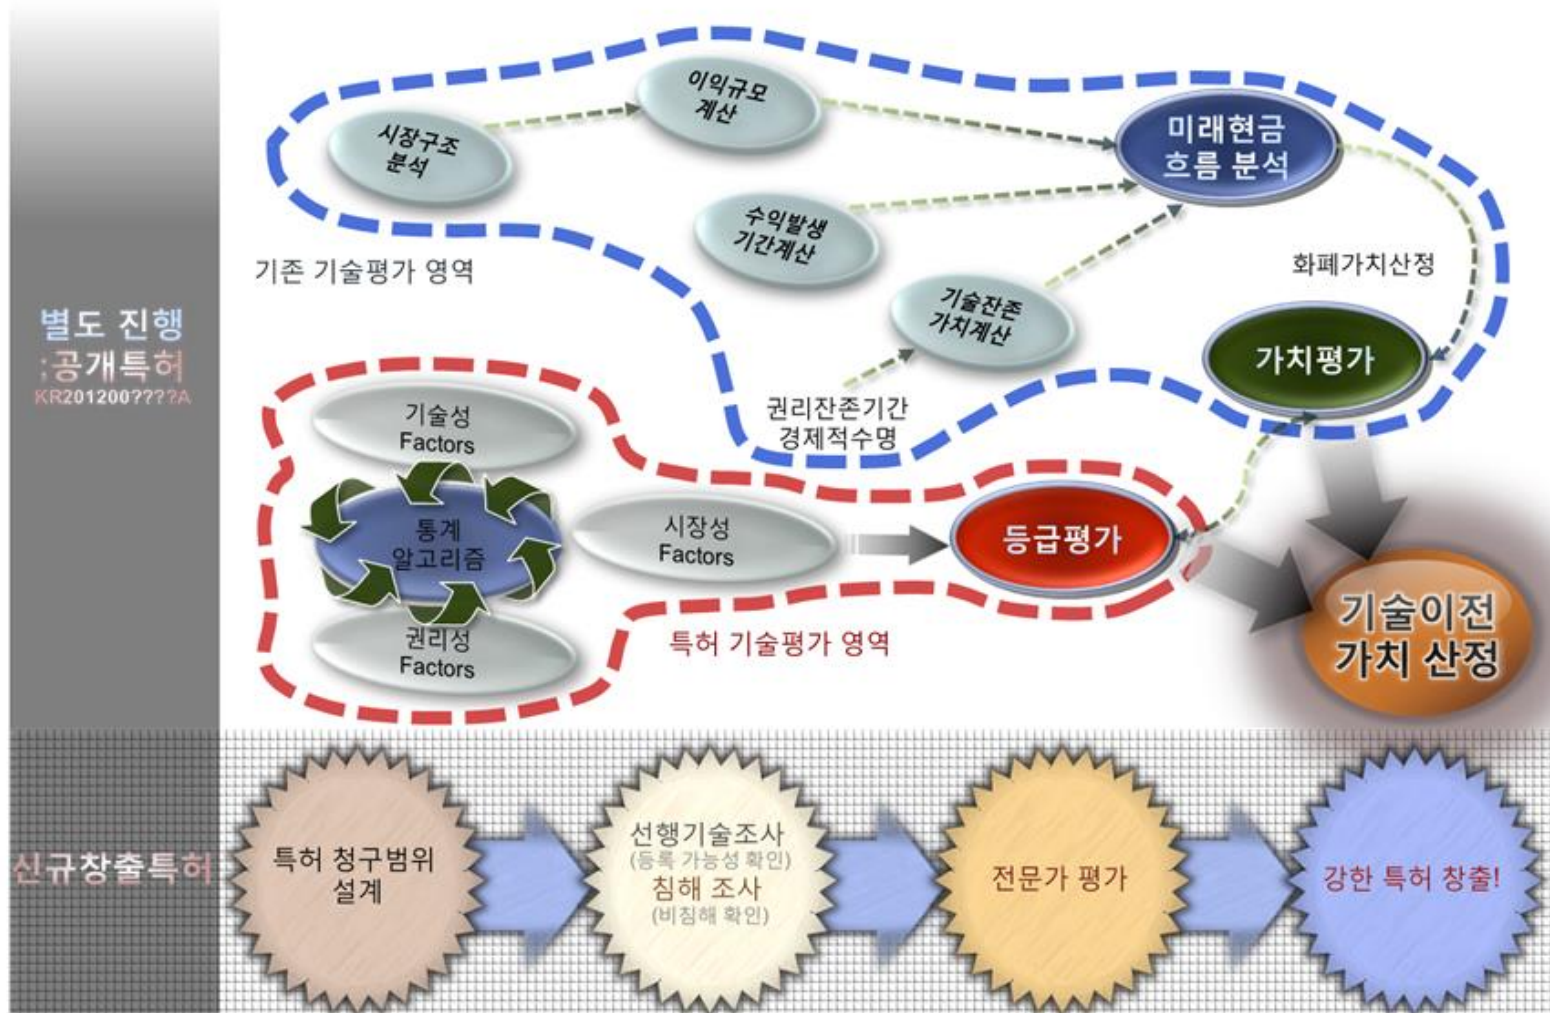 별도 진행
;공개특허
KR201200????A
시장구조
분석
이익규모
계산
미래현금
흐름 분석
수익발생
기간계산
기존 기술평가 영역
화폐가치산정
기술잔존
가치계산
가치평가
권리잔존기간
경제적수명
기술성
Factors
통계
알고리즘
시장성
Factors
등급평가
권리성
Factors
특허 기술평가 영역
기술이전
가치 산정
신규창출특허
특허 청구범위
설계
선행기술조사
(등록 가능성 확인)
침해 조사
(비침해 확인)
전문가 평가
강한 특허 창출!